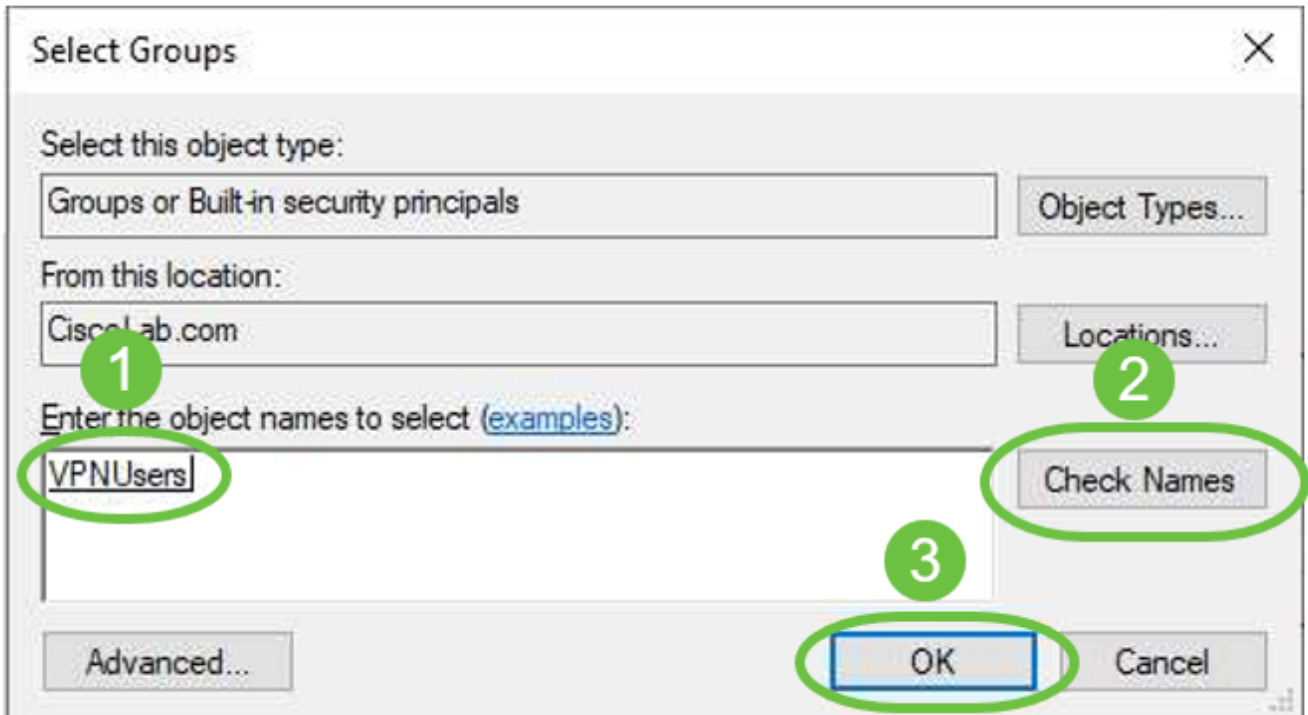 Select Groups
Select this object type:
Groups or Built-in security principals
Object Types...
From this location:
CiscoLab.com
Locations...
1
2
Enter the object names to select (examples):
VPNUsers
Check Names
3
Advanced...
OK
Cancel